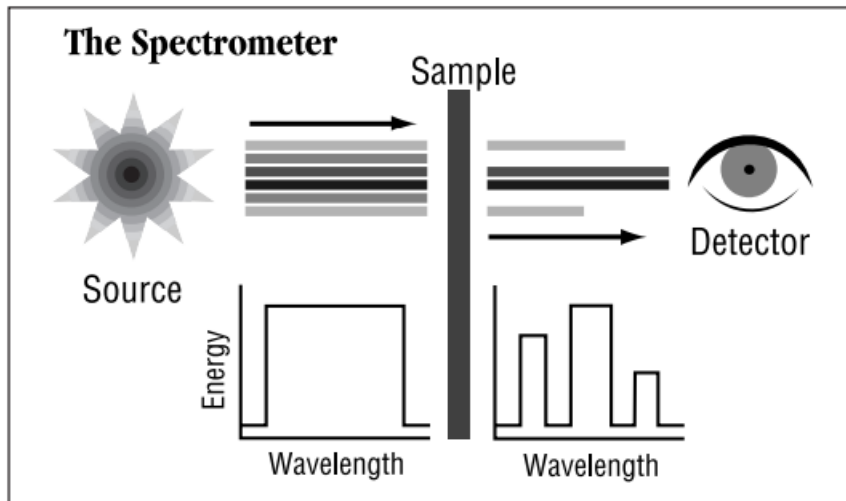 The Spectrometer
Sample
Source
Detector
Energy
Wavelength
Wavelength